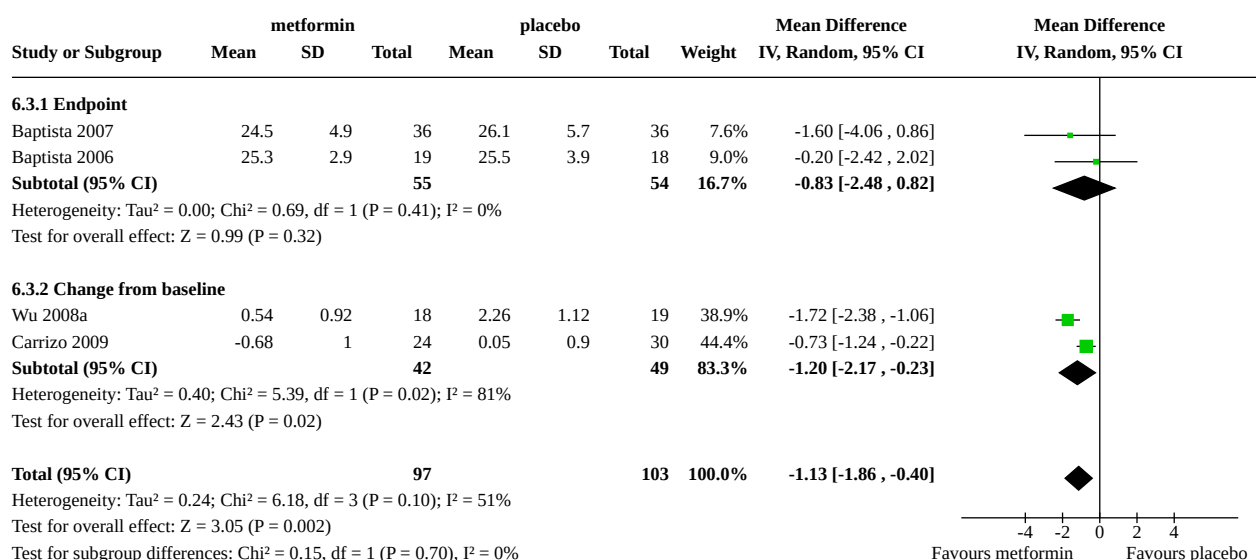 metformin placebo Mean Difference Mean Difference
Study or Subgroup Mean SD Total Mean SD Total Weight IV, Random, 95% CI IV, Random, 95% CI
6.3.1 Endpoint
Baptista 2007 24.5 4.9 36 26.1 5.7 36 7.6% -1.60 [-4.06 , 0.86]
Baptista 2006 25.3 2.9 19 25.5 3.9 18 9.0% -0.20 [-2.42 , 2.02]
Subtotal (95% CI) 55 54 16.7% -0.83 [-2.48 , 0.82]
Heterogeneity: Tau² = 0.00; Chi² = 0.69, df = 1 (P = 0.41); I² = 0%
Test for overall effect: Z = 0.99 (P = 0.32)
6.3.2 Change from baseline
Wu 2008a 0.54 0.92 18 2.26 1.12 19 38.9% -1.72 [-2.38 , -1.06]
Carrizo 2009 -0.68 1 24 0.05 0.9 30 44.4% -0.73 [-1.24 , -0.22]
Subtotal (95% CI) 42 49 83.3% -1.20 [-2.17 , -0.23]
Heterogeneity: Tau² = 0.40; Chi² = 5.39, df = 1 (P = 0.02); I² = 81%
Test for overall effect: Z = 2.43 (P = 0.02)
Total (95% CI) 97 103 100.0% -1.13 [-1.86 , -0.40]
Heterogeneity: Tau² = 0.24; Chi² = 6.18, df = 3 (P = 0.10); I² = 51%
Test for overall effect: Z = 3.05 (P = 0.002)
-4 -2 0 2 4
Test for subgroup differences: Chi² = 0.15, df = 1 (P = 0.70), I² = 0% Favours metformin Favours placebo